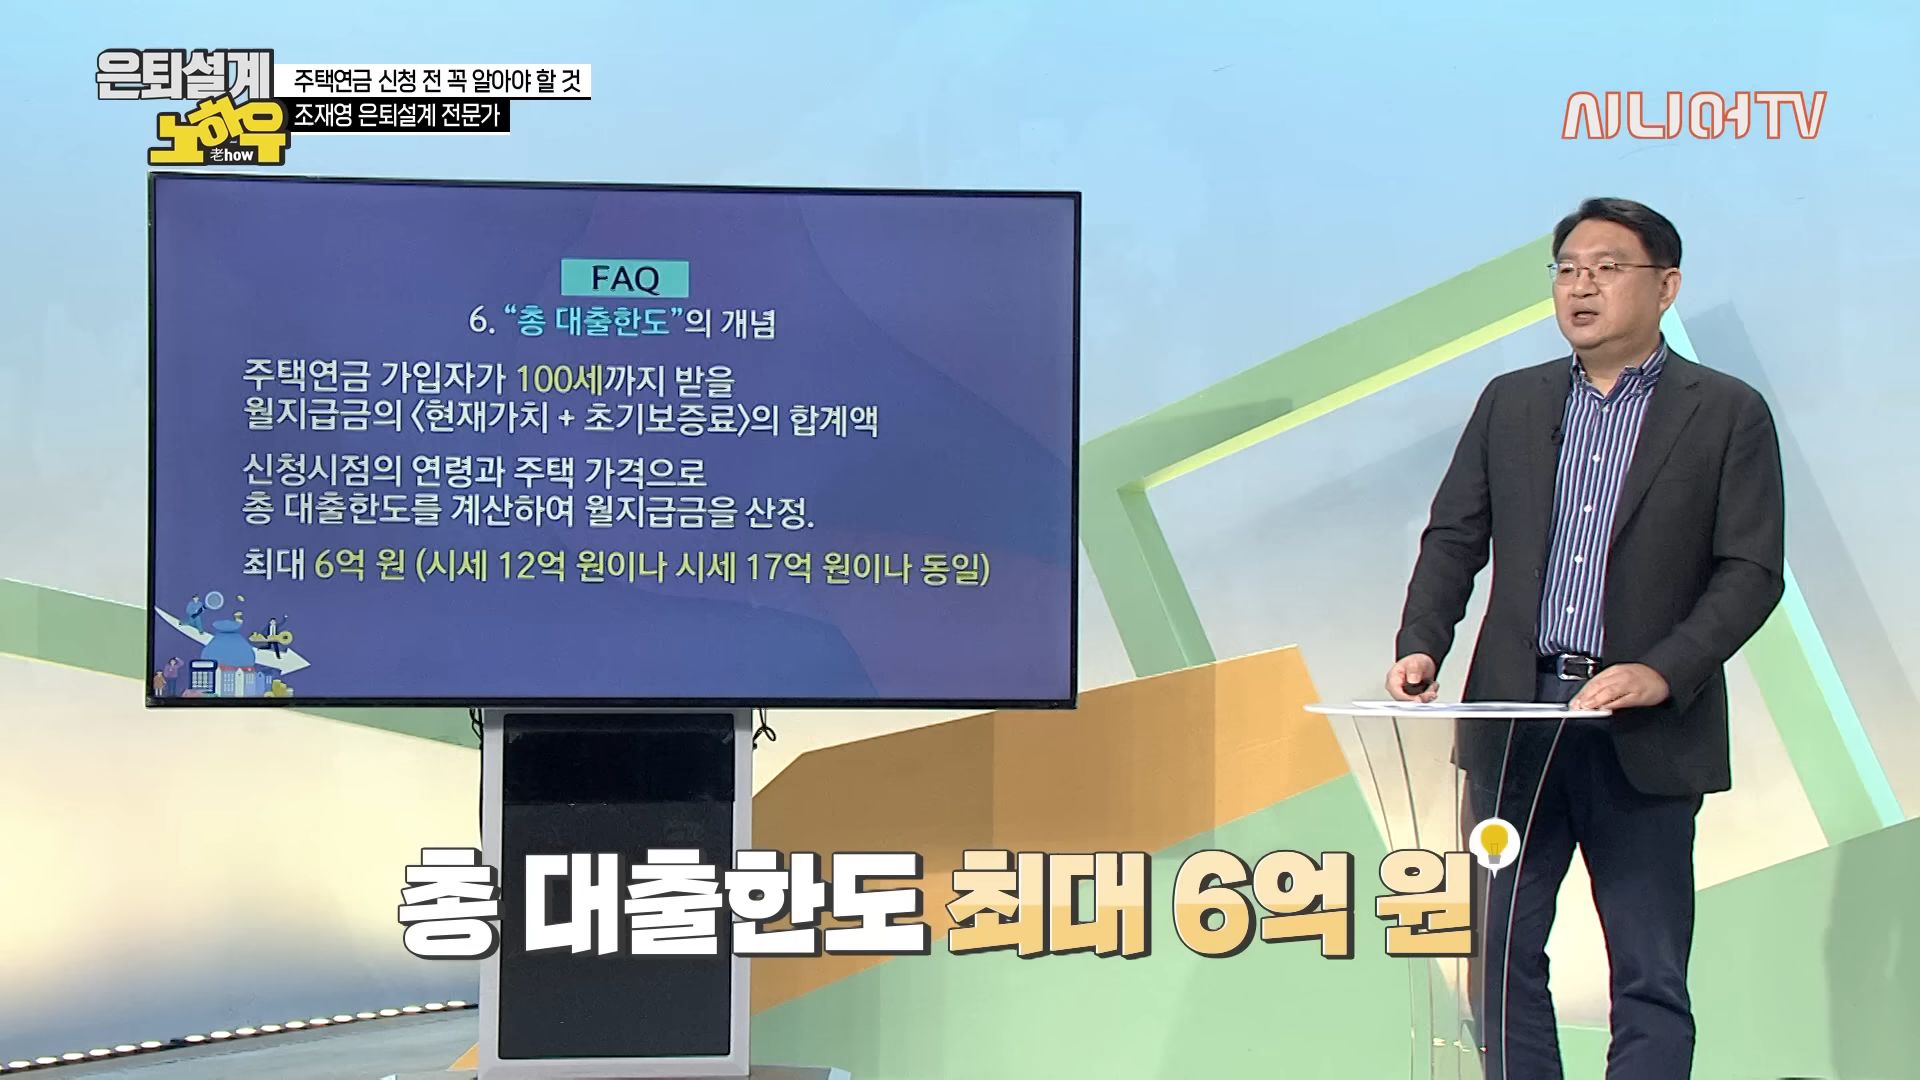 은퇴설계
노하우
老how
주택연금 신청 전 꼭 알아야 할 것
조재영 은퇴설계 전문가
시니어TV
FAQ
6. “총 대출한도”의 개념
주택연금 가입자가 100세까지 받을
월지급금의 〈현재가치 + 초기보증료〉의 합계액
신청시점의 연령과 주택 가격으로
총 대출한도를 계산하여 월지급금을 산정.
최대 6억 원 (시세 12억 원이나 시세 17억 원이나 동일)
총 대출한도 최대 6억 원